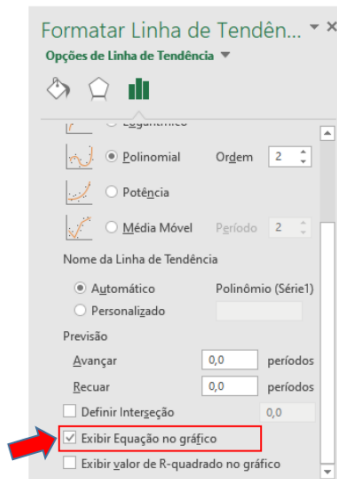 Formatar Linha de Tendên...
Opções de Linha de Tendência
Logarítmico
Polinomial Ordem 2
Potência
Média Móvel Período 2
Nome da Linha de Tendência
Automático Polinômio (Série1)
Personalizado
Previsão
Avançar 0,0 períodos
Recuar 0,0 períodos
Definir Interseção 0,0
Exibir Equação no gráfico
Exibir valor de R-quadrado no gráfico